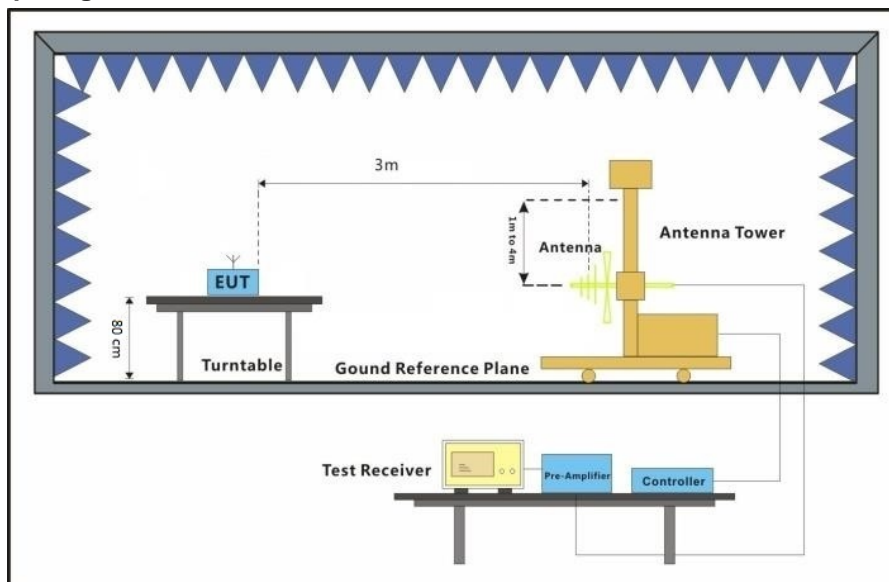 3m
1m to 4m
Antenna
Antenna Tower
EUT
80 cm
Turntable
Gound Reference Plane
Test Receiver
Pre-Amplifier
Controller